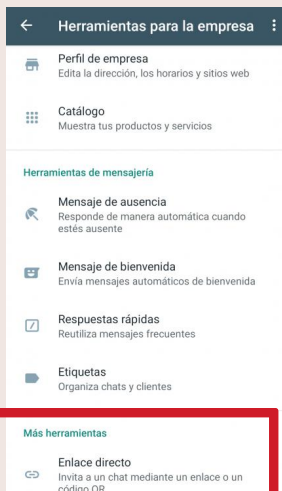 Herramientas para la empresa
Perfil de empresa
Edita la dirección, los horarios y sitios web
Catálogo
Muestra tus productos y servicios
Herramientas de mensajería
Mensaje de ausencia
Responde de manera automática cuando
estés ausente
Mensaje de bienvenida
Envía mensajes automáticos de bienvenida
Respuestas rápidas
Reutiliza mensajes frecuentes
Etiquetas
Organiza chats y clientes
Más herramientas
Enlace directo
Invita a un chat mediante un enlace o un
código QR